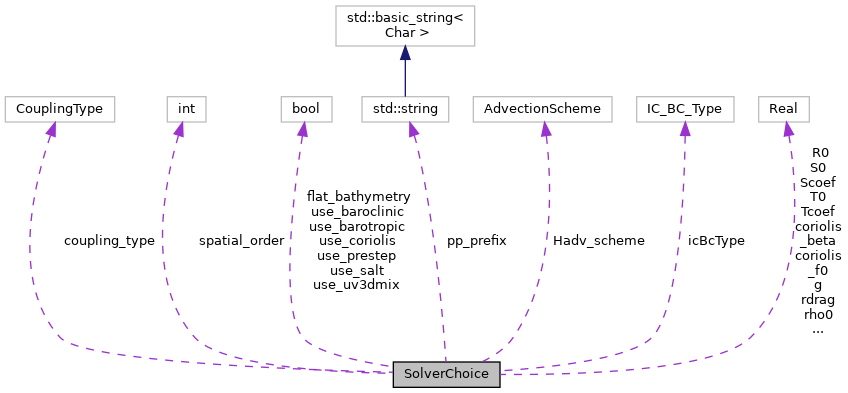 std::basic_string<
Char >
CouplingType
int
bool
std::string
AdvectionScheme
IC_BC_Type
Real
coupling_type
spatial_order
flat_bathymetry
use_baroclinic
use_barotropic
use_coriolis
use_prestep
use_salt
use_uv3dmix
pp_prefix
Hadv_scheme
icBcType
R0
S0
Scoef
T0
Tcoef
coriolis
_beta
coriolis
_f0
g
rdrag
rho0
...
SolverChoice